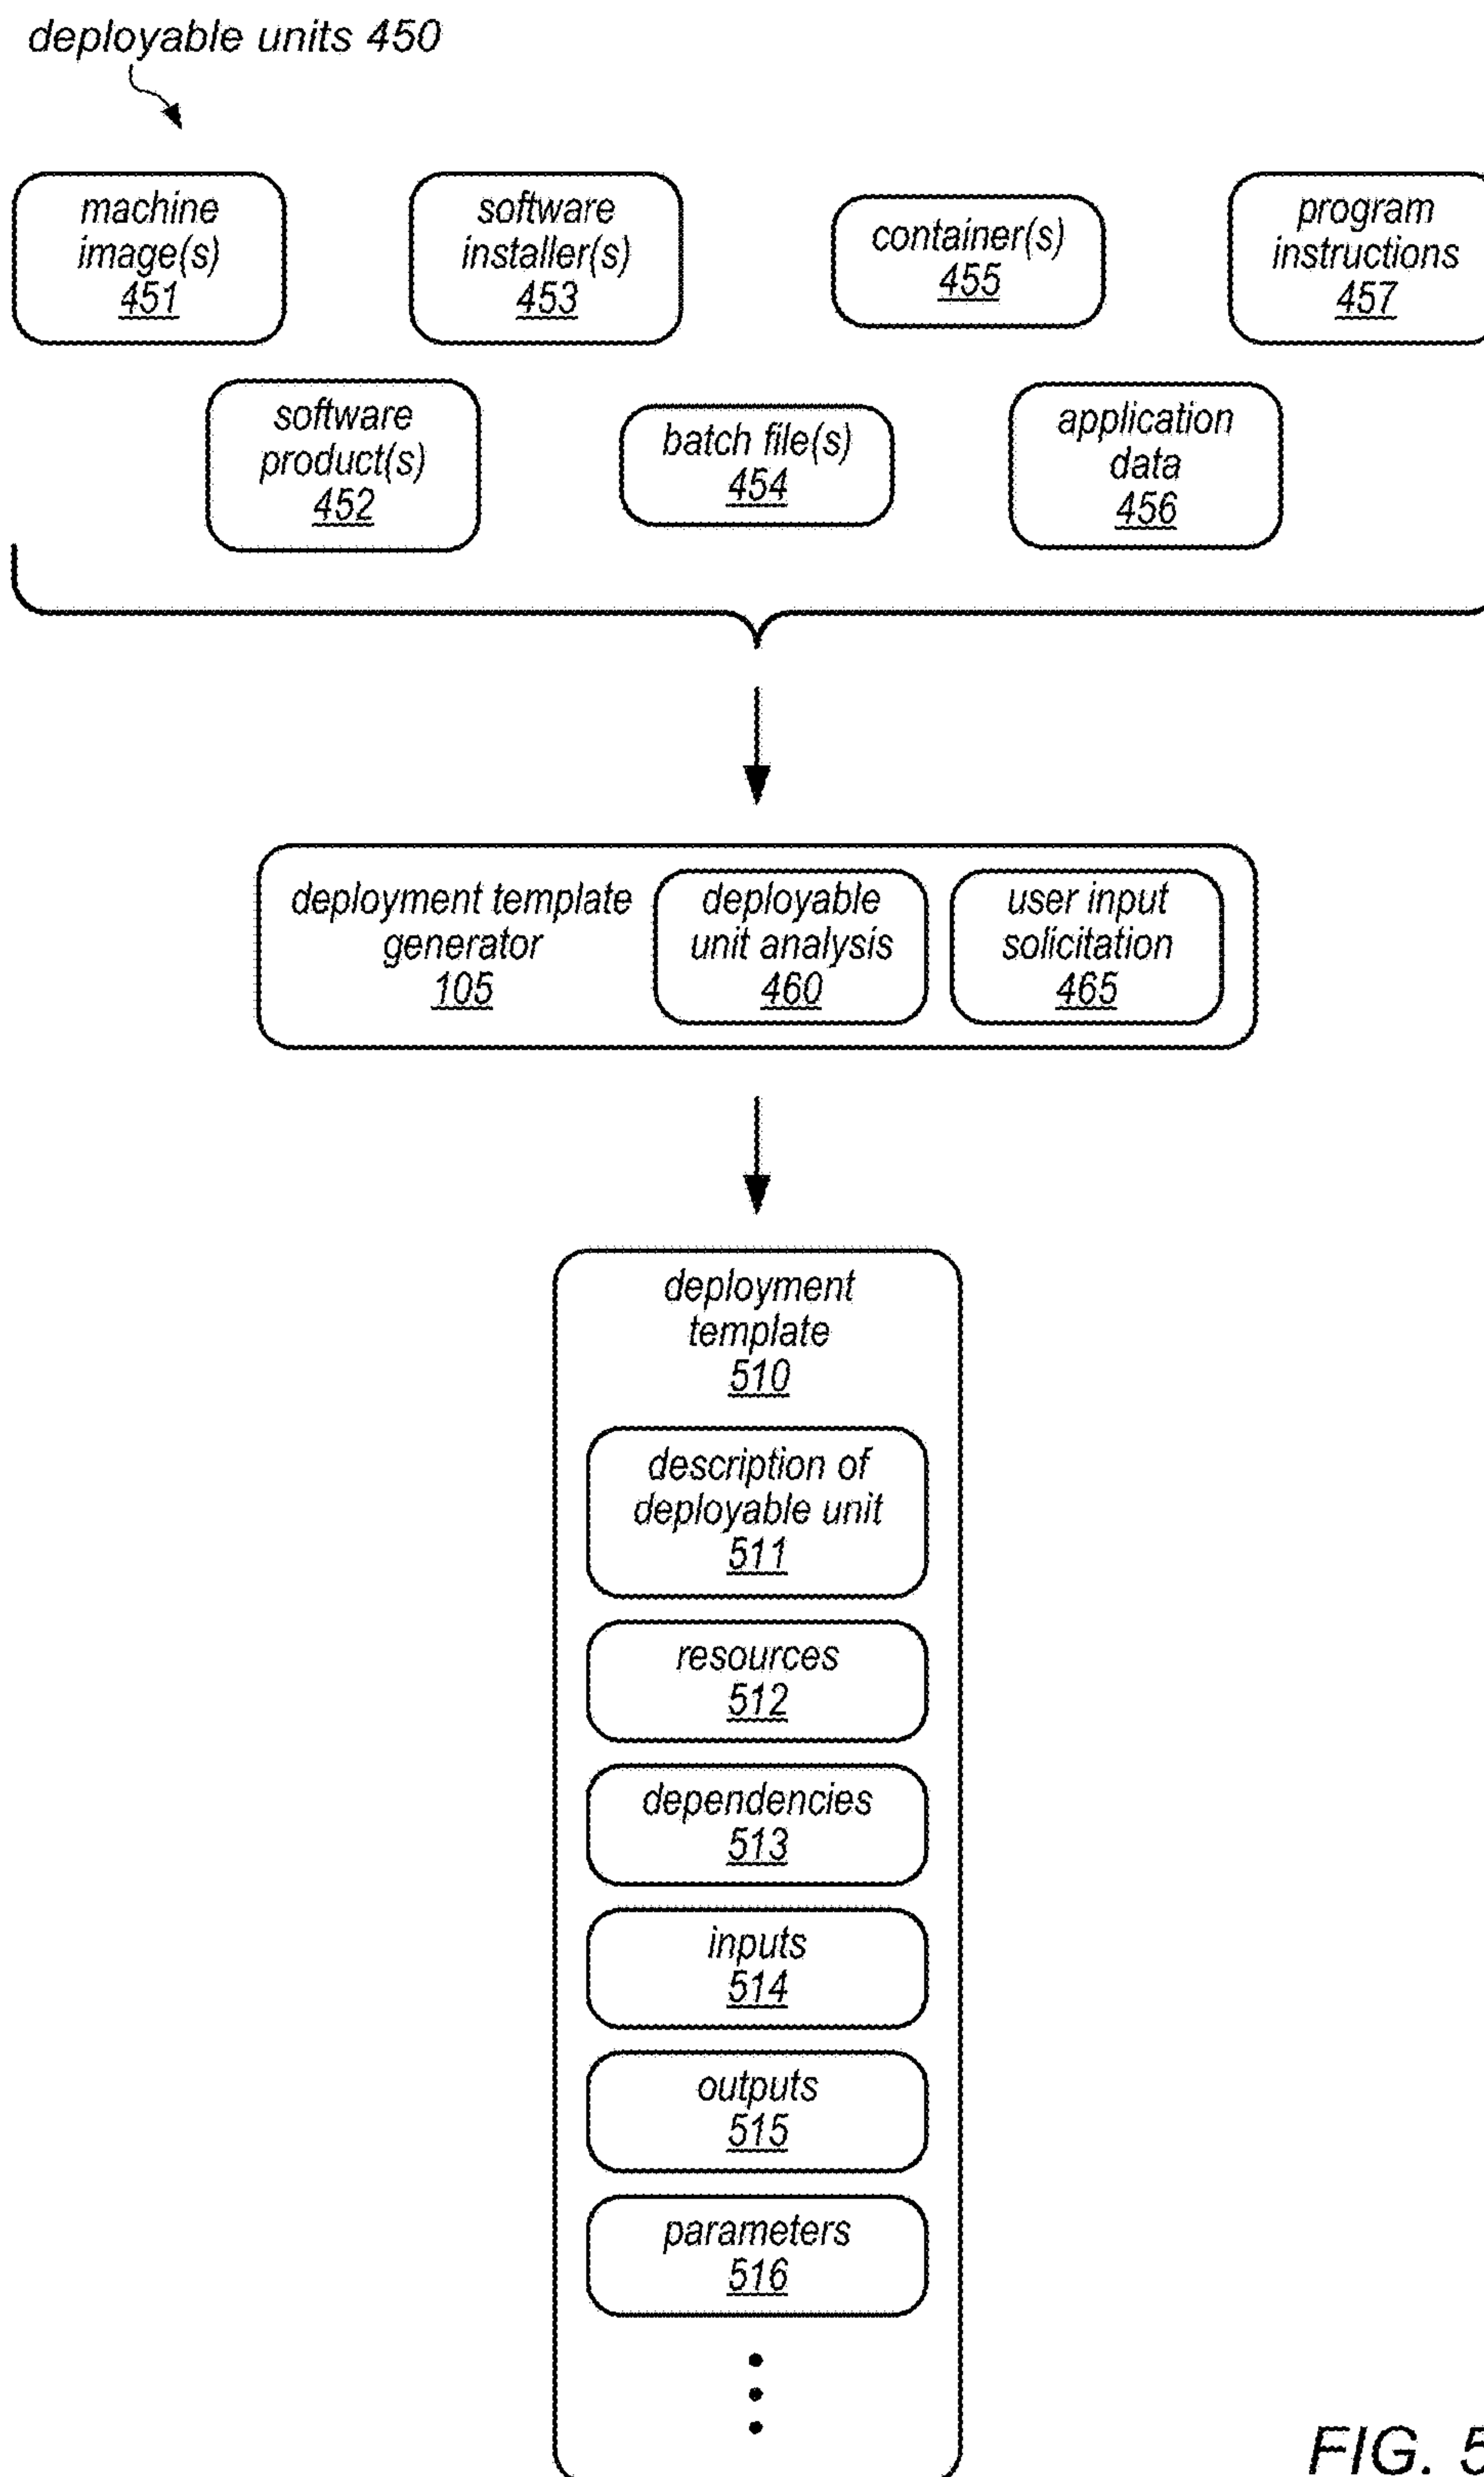 deployable units 450
machine
image(s)
451
software
installer(s)
453
container(s)
455
program
instructions
457
software
product(s)
452
batch file(s)
454
application
data
456
deployment template
generator
105
deployable
unit analysis
460
user input
solicitation
465
deployment
template
510
description of
deployable unit
511
resources
512
dependencies
513
inputs
514
outputs
515
parameters
516
FIG. 5